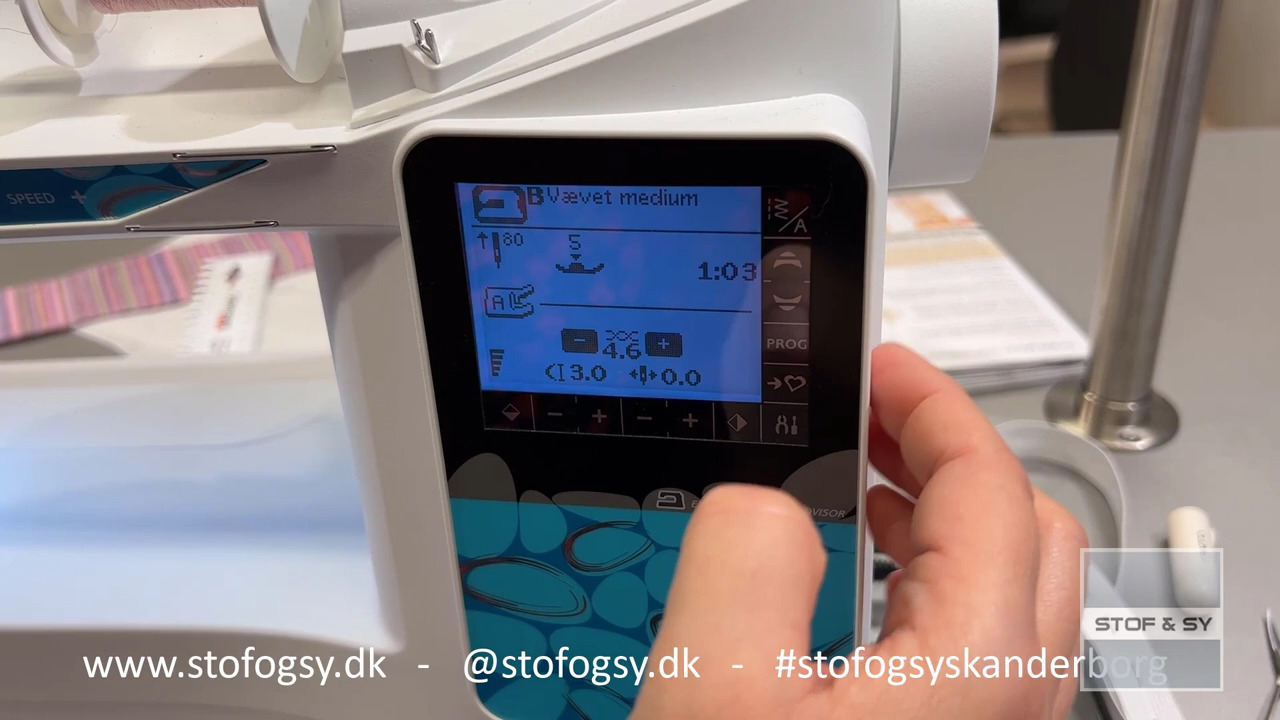 SPEED +
B Vævet medium
80
S
1:03
A
- +
4.6
3.0 0.0
/A
PROG
- + - +
VISOR
STOF & SY
www.stofogsy.dk - @stofogsy.dk - #stofogsyskanderborg